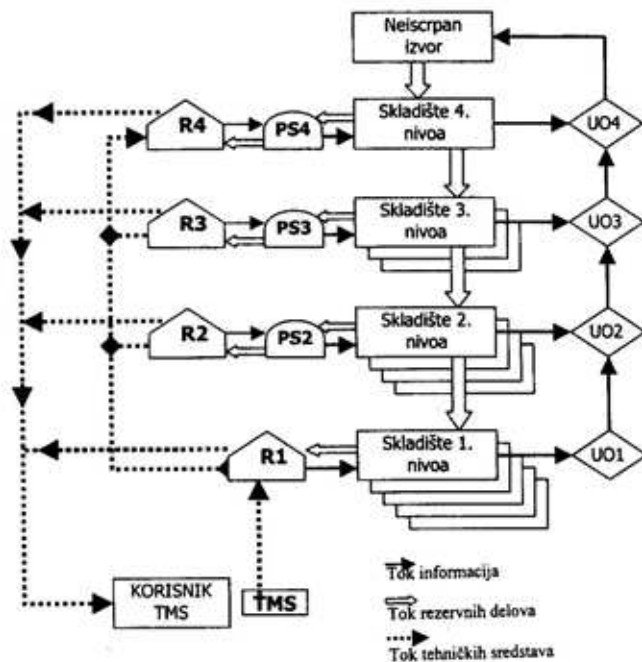 Neiscrpan
izvor
R4
PS4
Skladište 4.
nivoa
UO4
R3
PS3
Skladište 3.
nivoa
UO3
R2
PS2
Skladište 2.
nivoa
UO2
R1
Skladište 1.
nivoa
UO1
KORISNIK
TMS
TMS
Tok informacija
Tok rezervnih delova
Tok tehničkih sredstava